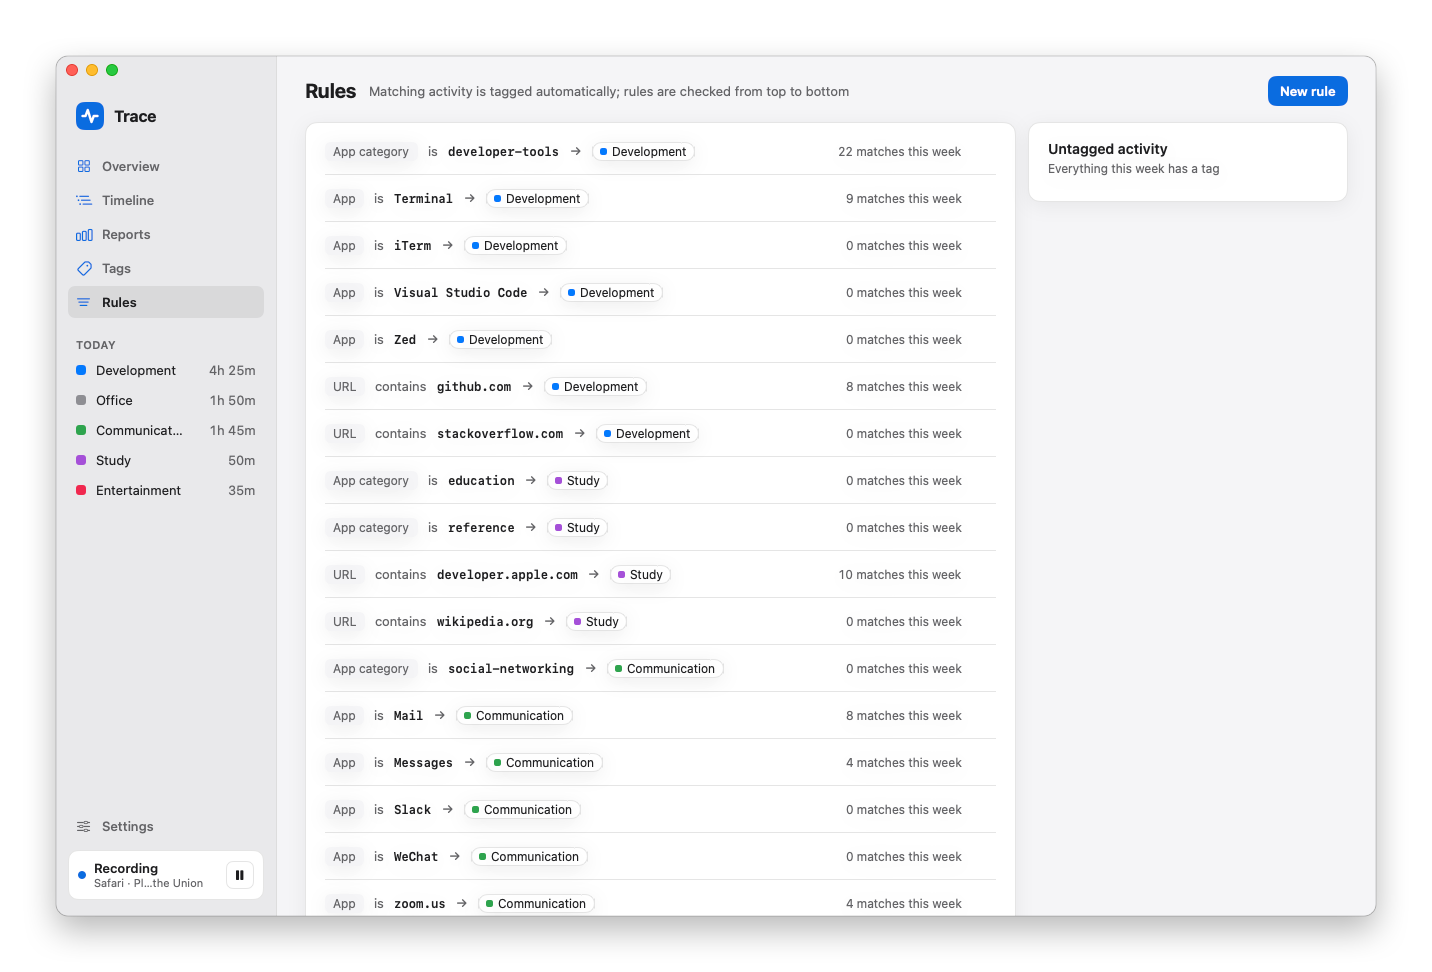 Trace
Overview
Timeline
Reports
Tags
Rules
TODAY
Development 4h 25m
Office 1h 50m
Communicat... 1h 45m
Study 50m
Entertainment 35m
Settings
Recording
Safari · Pl...the Union
Rules Matching activity is tagged automatically; rules are checked from top to bottom
New rule
App category is developer-tools → Development 22 matches this week
App is Terminal → Development 9 matches this week
App is iTerm → Development 0 matches this week
App is Visual Studio Code → Development 0 matches this week
App is Zed → Development 0 matches this week
URL contains github.com → Development 8 matches this week
URL contains stackoverflow.com → Development 0 matches this week
App category is education → Study 0 matches this week
App category is reference → Study 0 matches this week
URL contains developer.apple.com → Study 10 matches this week
URL contains wikipedia.org → Study 0 matches this week
App category is social-networking → Communication 0 matches this week
App is Mail → Communication 8 matches this week
App is Messages → Communication 4 matches this week
App is Slack → Communication 0 matches this week
App is WeChat → Communication 0 matches this week
App is zoom.us → Communication 4 matches this week
Untagged activity
Everything this week has a tag